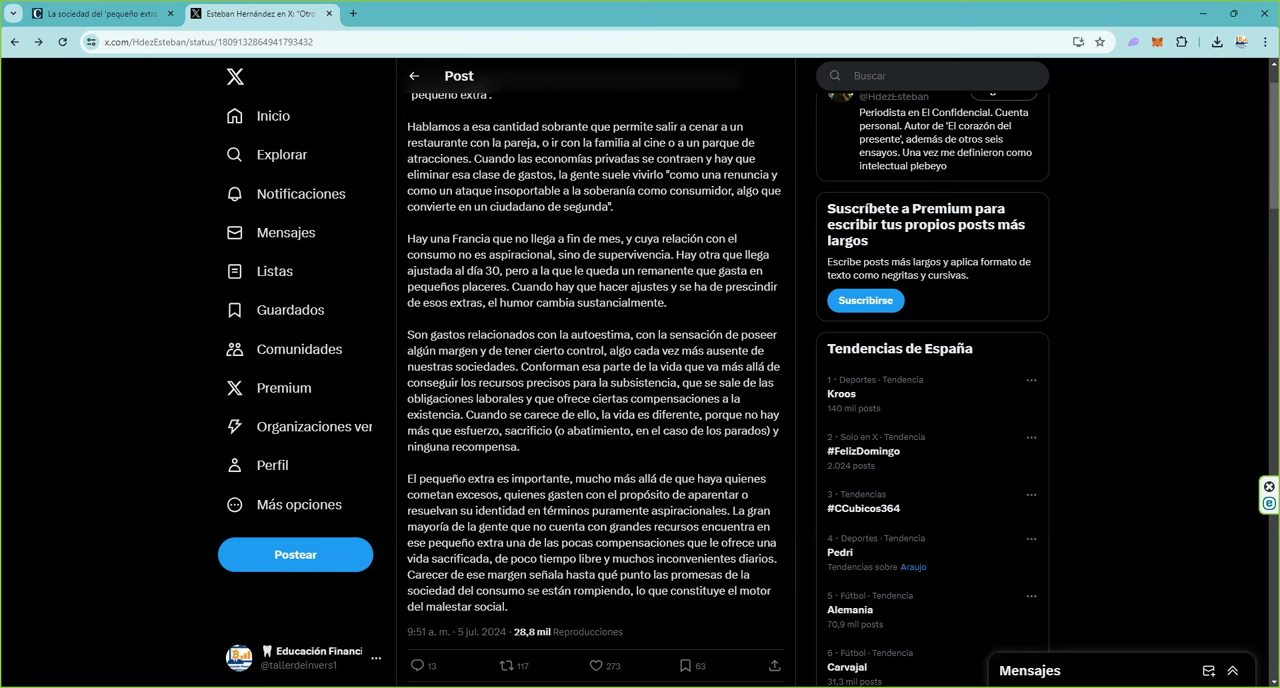 La sociedad del 'pequeño extra
Esteban Hernández en X: "Otro
x.com/HdezEsteban/status/1809132864941793432
Inicio
Explorar
Notificaciones
Mensajes
Listas
Guardados
Comunidades
Premium
Organizaciones ver
Perfil
Más opciones
Postear
Educación Financi
@tallerdeinvers1
Post
"pequeño extra".
Hablamos a esa cantidad sobrante que permite salir a cenar a un
restaurante con la pareja, o ir con la familia al cine o a un parque de
atracciones. Cuando las economías privadas se contraen y hay que
eliminar esa clase de gastos, la gente suele vivirlo "como una renuncia y
como un ataque insoportable a la soberanía como consumidor, algo que
convierte en un ciudadano de segunda".
Hay una Francia que no llega a fin de mes, y cuya relación con el
consumo no es aspiracional, sino de supervivencia. Hay otra que llega
ajustada al día 30, pero a la que le queda un remanente que gasta en
pequeños placeres. Cuando hay que hacer ajustes y se ha de prescindir
de esos extras, el humor cambia sustancialmente.
Son gastos relacionados con la autoestima, con la sensación de poseer
algún margen y de tener cierto control, algo cada vez más ausente de
nuestras sociedades. Conforman esa parte de la vida que va más allá de
conseguir los recursos precisos para la subsistencia, que se sale de las
obligaciones laborales y que ofrece ciertas compensaciones a la
existencia. Cuando se carece de ello, la vida es diferente, porque no hay
más que esfuerzo, sacrificio (o abatimiento, en el caso de los parados) y
ninguna recompensa.
El pequeño extra es importante, mucho más allá de que haya quienes
cometan excesos, quienes gasten con el propósito de aparentar o
resuelvan su identidad en términos puramente aspiracionales. La gran
mayoría de la gente que no cuenta con grandes recursos encuentra en
ese pequeño extra una de las pocas compensaciones que le ofrece una
vida sacrificada, de poco tiempo libre y muchos inconvenientes diarios.
Carecer de ese margen señala hasta qué punto las promesas de la
sociedad del consumo se están rompiendo, lo que constituye el motor
del malestar social.
9:51 a. m. · 5 jul. 2024 · 28,8 mil Reproducciones
13 117 273 63
Buscar
@HdezEsteban
Periodista en El Confidencial. Cuenta
personal. Autor de 'El corazón del
presente', además de otros seis
ensayos. Una vez me definieron como
intelectual plebeyo
Suscríbete a Premium para
escribir tus propios posts más
largos
Escribe posts más largos y aplica formato de
texto como negritas y cursivas.
Suscribirse
Tendencias de España
1 · Deportes · Tendencia
Kroos
140 mil posts
2 · Solo en X · Tendencia
#FelizDomingo
2.024 posts
3 · Tendencias
#CCubicos364
4 · Deportes · Tendencia
Pedri
Tendencias sobre Araujo
5 · Fútbol · Tendencia
Alemania
70,9 mil posts
6 · Fútbol · Tendencia
Carvajal
31,3 mil posts
Mensajes